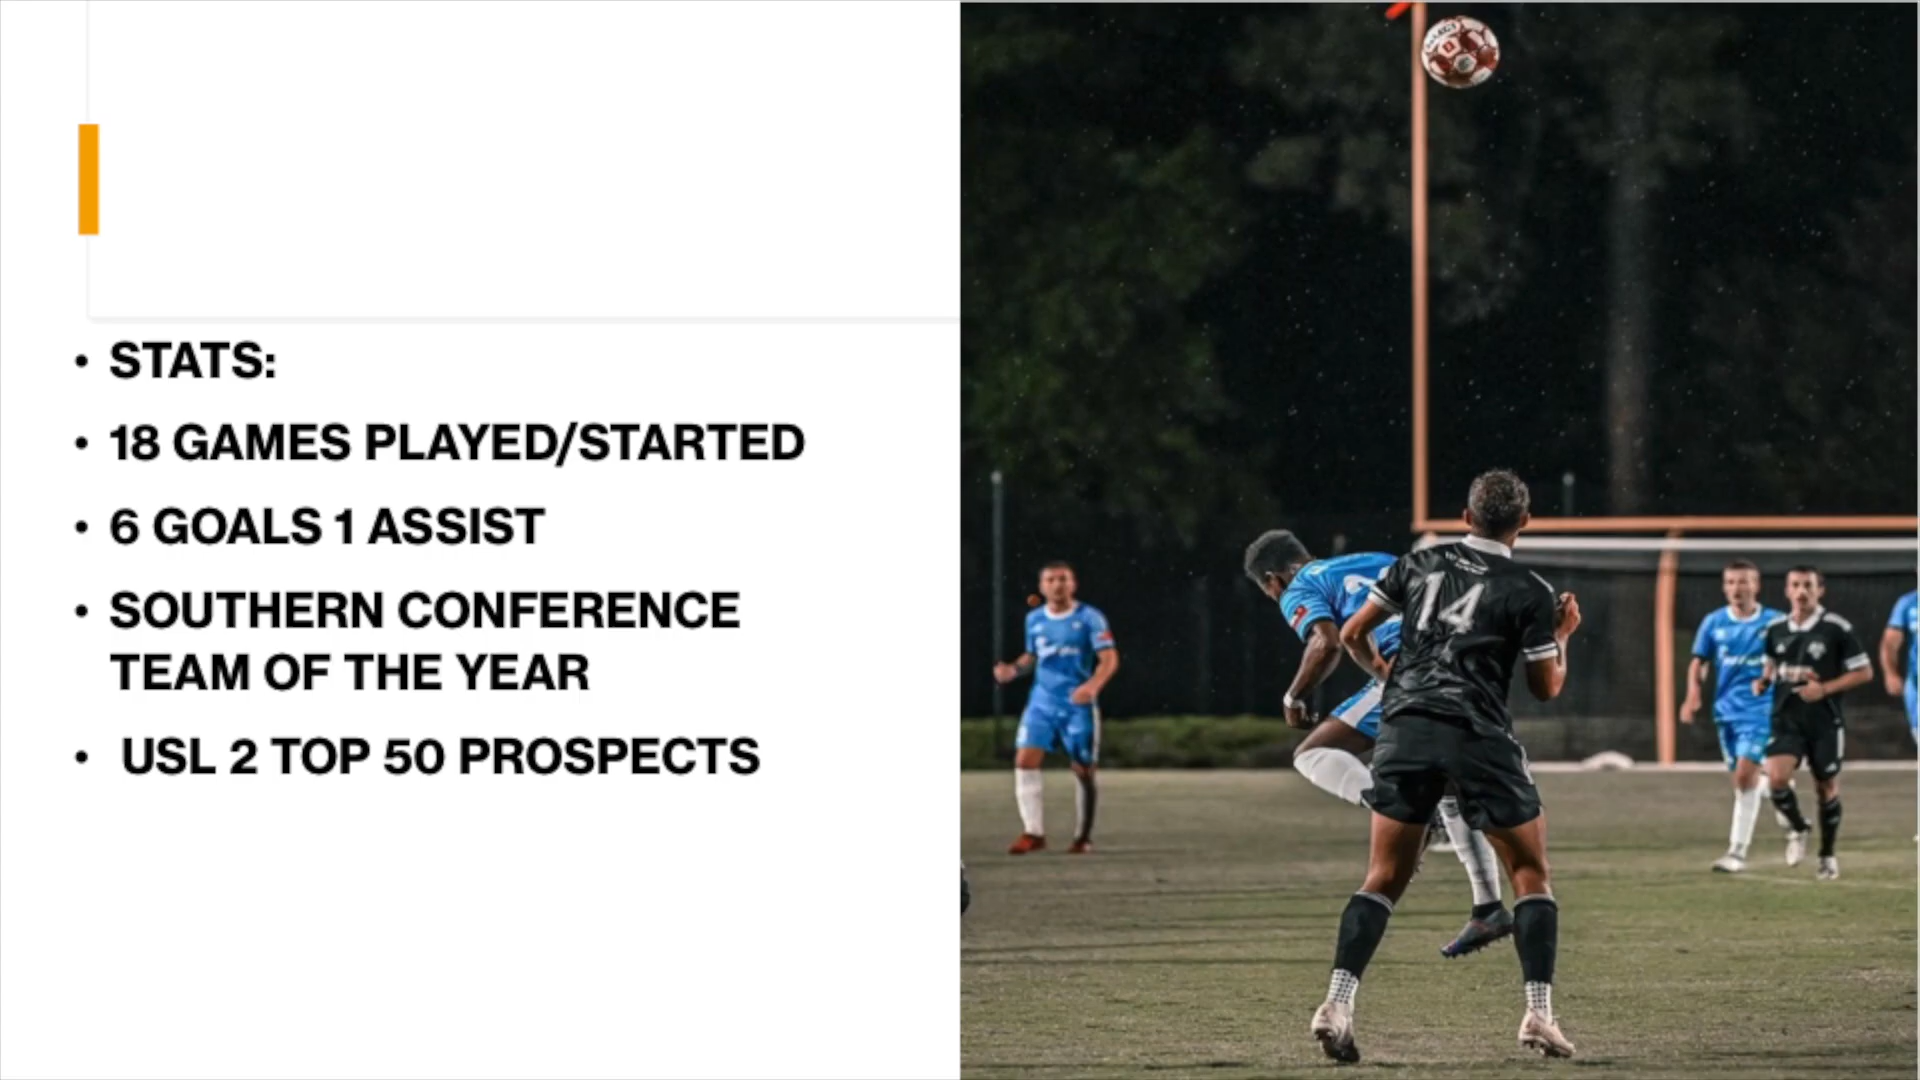 • STATS:
• 18 GAMES PLAYED/STARTED
• 6 GOALS 1 ASSIST
• SOUTHERN CONFERENCE
TEAM OF THE YEAR
• USL 2 TOP 50 PROSPECTS
14